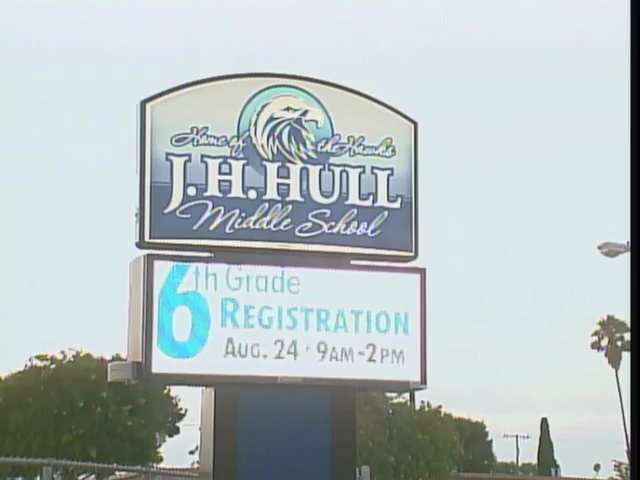 Home of the Hawks
J.H.HULL
Middle School
6th Grade
REGISTRATION
AUG. 24 · 9AM-2PM